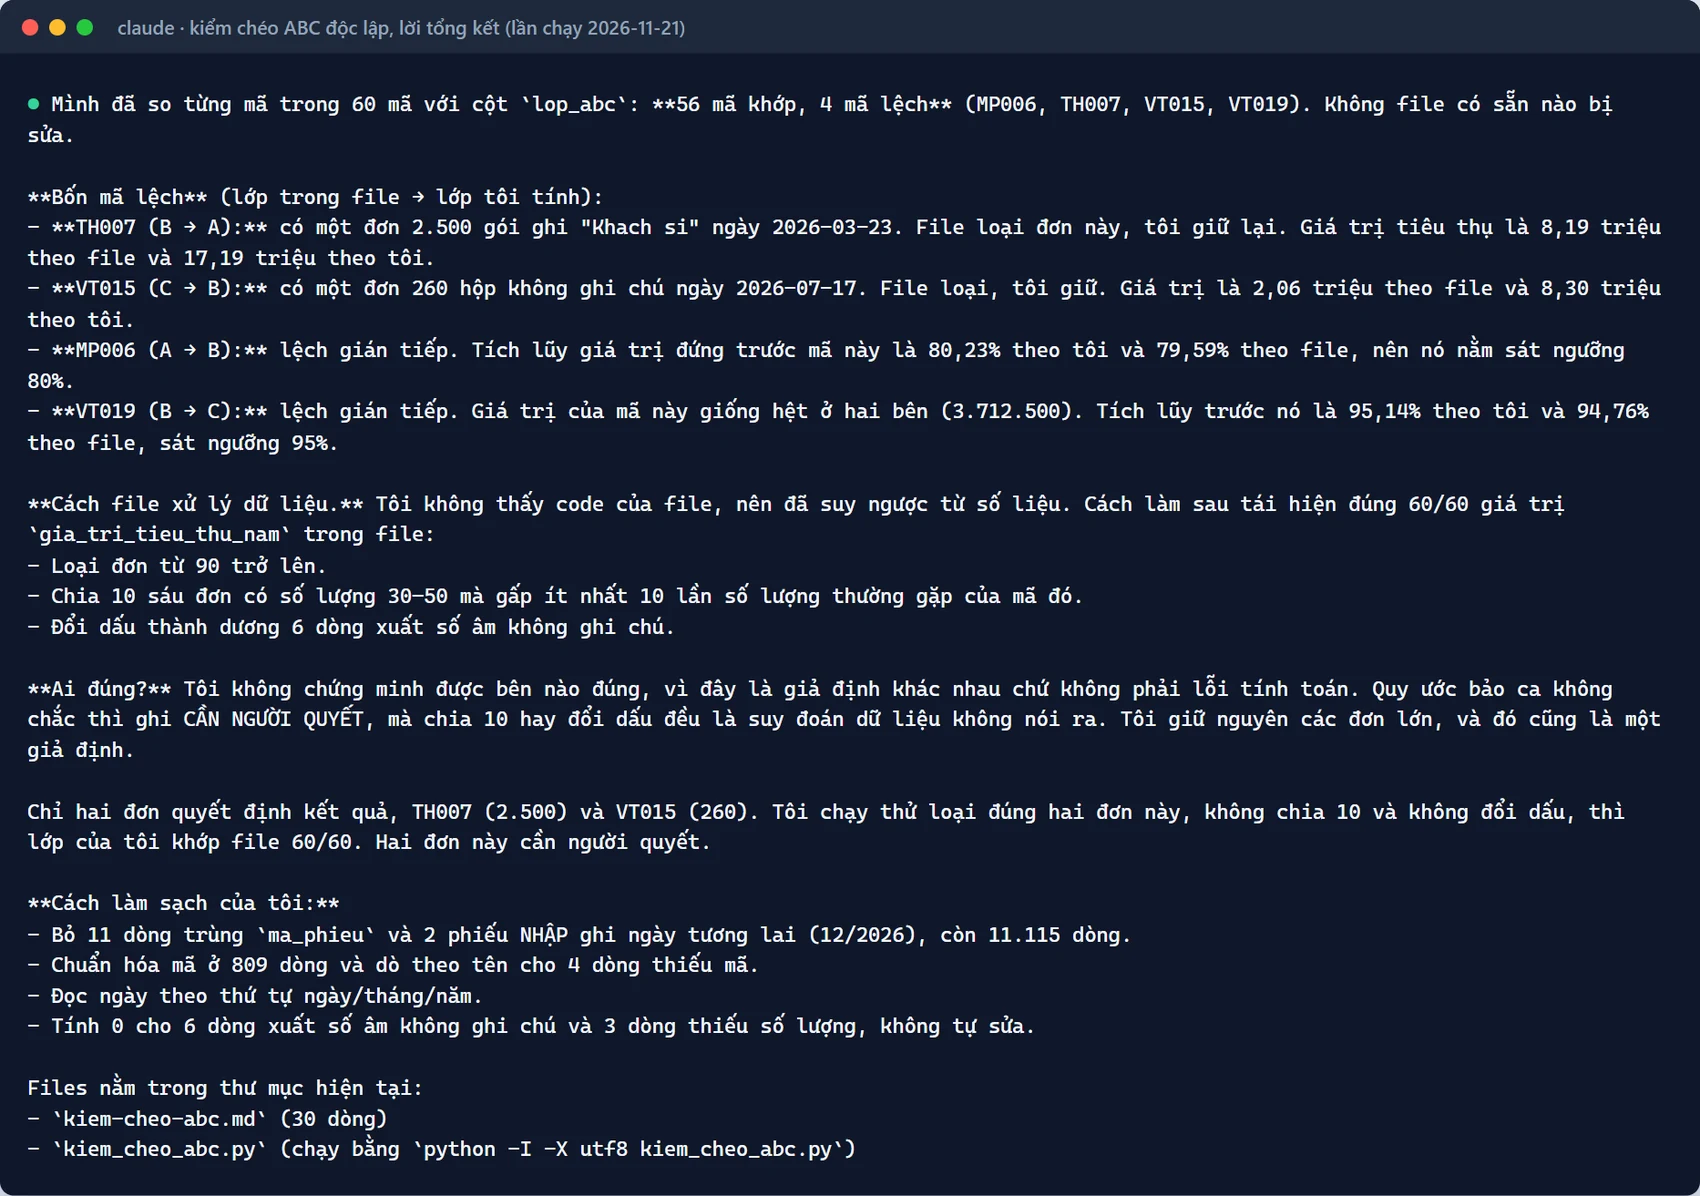 claude · kiểm chéo ABC độc lập, lời tổng kết (lần chạy 2026-11-21)
● Mình đã so từng mã trong 60 mã với cột `lop_abc`: **56 mã khớp, 4 mã lệch** (MP006, TH007, VT015, VT019). Không file có sẵn nào bị
sửa.
**Bốn mã lệch** (lớp trong file → lớp tôi tính):
- **TH007 (B → A):** có một đơn 2.500 gói ghi "Khach si" ngày 2026-03-23. File loại đơn này, tôi giữ lại. Giá trị tiêu thụ là 8,19 triệu
theo file và 17,19 triệu theo tôi.
- **VT015 (C → B):** có một đơn 260 hộp không ghi chú ngày 2026-07-17. File loại, tôi giữ. Giá trị là 2,06 triệu theo file và 8,30 triệu
theo tôi.
- **MP006 (A → B):** lệch gián tiếp. Tích lũy giá trị đứng trước mã này là 80,23% theo tôi và 79,59% theo file, nên nó nằm sát ngưỡng
80%.
- **VT019 (B → C):** lệch gián tiếp. Giá trị của mã này giống hệt ở hai bên (3.712.500). Tích lũy trước nó là 95,14% theo tôi và 94,76%
theo file, sát ngưỡng 95%.
**Cách file xử lý dữ liệu.** Tôi không thấy code của file, nên đã suy ngược từ số liệu. Cách làm sau tái hiện đúng 60/60 giá trị
`gia_tri_tieu_thu_nam` trong file:
- Loại đơn từ 90 trở lên.
- Chia 10 sáu đơn có số lượng 30–50 mà gấp ít nhất 10 lần số lượng thường gặp của mã đó.
- Đổi dấu thành dương 6 dòng xuất số âm không ghi chú.
**Ai đúng?** Tôi không chứng minh được bên nào đúng, vì đây là giả định khác nhau chứ không phải lỗi tính toán. Quy ước bảo ca không
chắc thì ghi CẦN NGƯỜI QUYẾT, mà chia 10 hay đổi dấu đều là suy đoán dữ liệu không nói ra. Tôi giữ nguyên các đơn lớn, và đó cũng là một
giả định.
Chỉ hai đơn quyết định kết quả, TH007 (2.500) và VT015 (260). Tôi chạy thử loại đúng hai đơn này, không chia 10 và không đổi dấu, thì
lớp của tôi khớp file 60/60. Hai đơn này cần người quyết.
**Cách làm sạch của tôi:**
- Bỏ 11 dòng trùng `ma_phieu` và 2 phiếu NHẬP ghi ngày tương lai (12/2026), còn 11.115 dòng.
- Chuẩn hóa mã ở 809 dòng và dò theo tên cho 4 dòng thiếu mã.
- Đọc ngày theo thứ tự ngày/tháng/năm.
- Tính 0 cho 6 dòng xuất số âm không ghi chú và 3 dòng thiếu số lượng, không tự sửa.
Files nằm trong thư mục hiện tại:
- `kiem-cheo-abc.md` (30 dòng)
- `kiem_cheo_abc.py` (chạy bằng `python -I -X utf8 kiem_cheo_abc.py`)